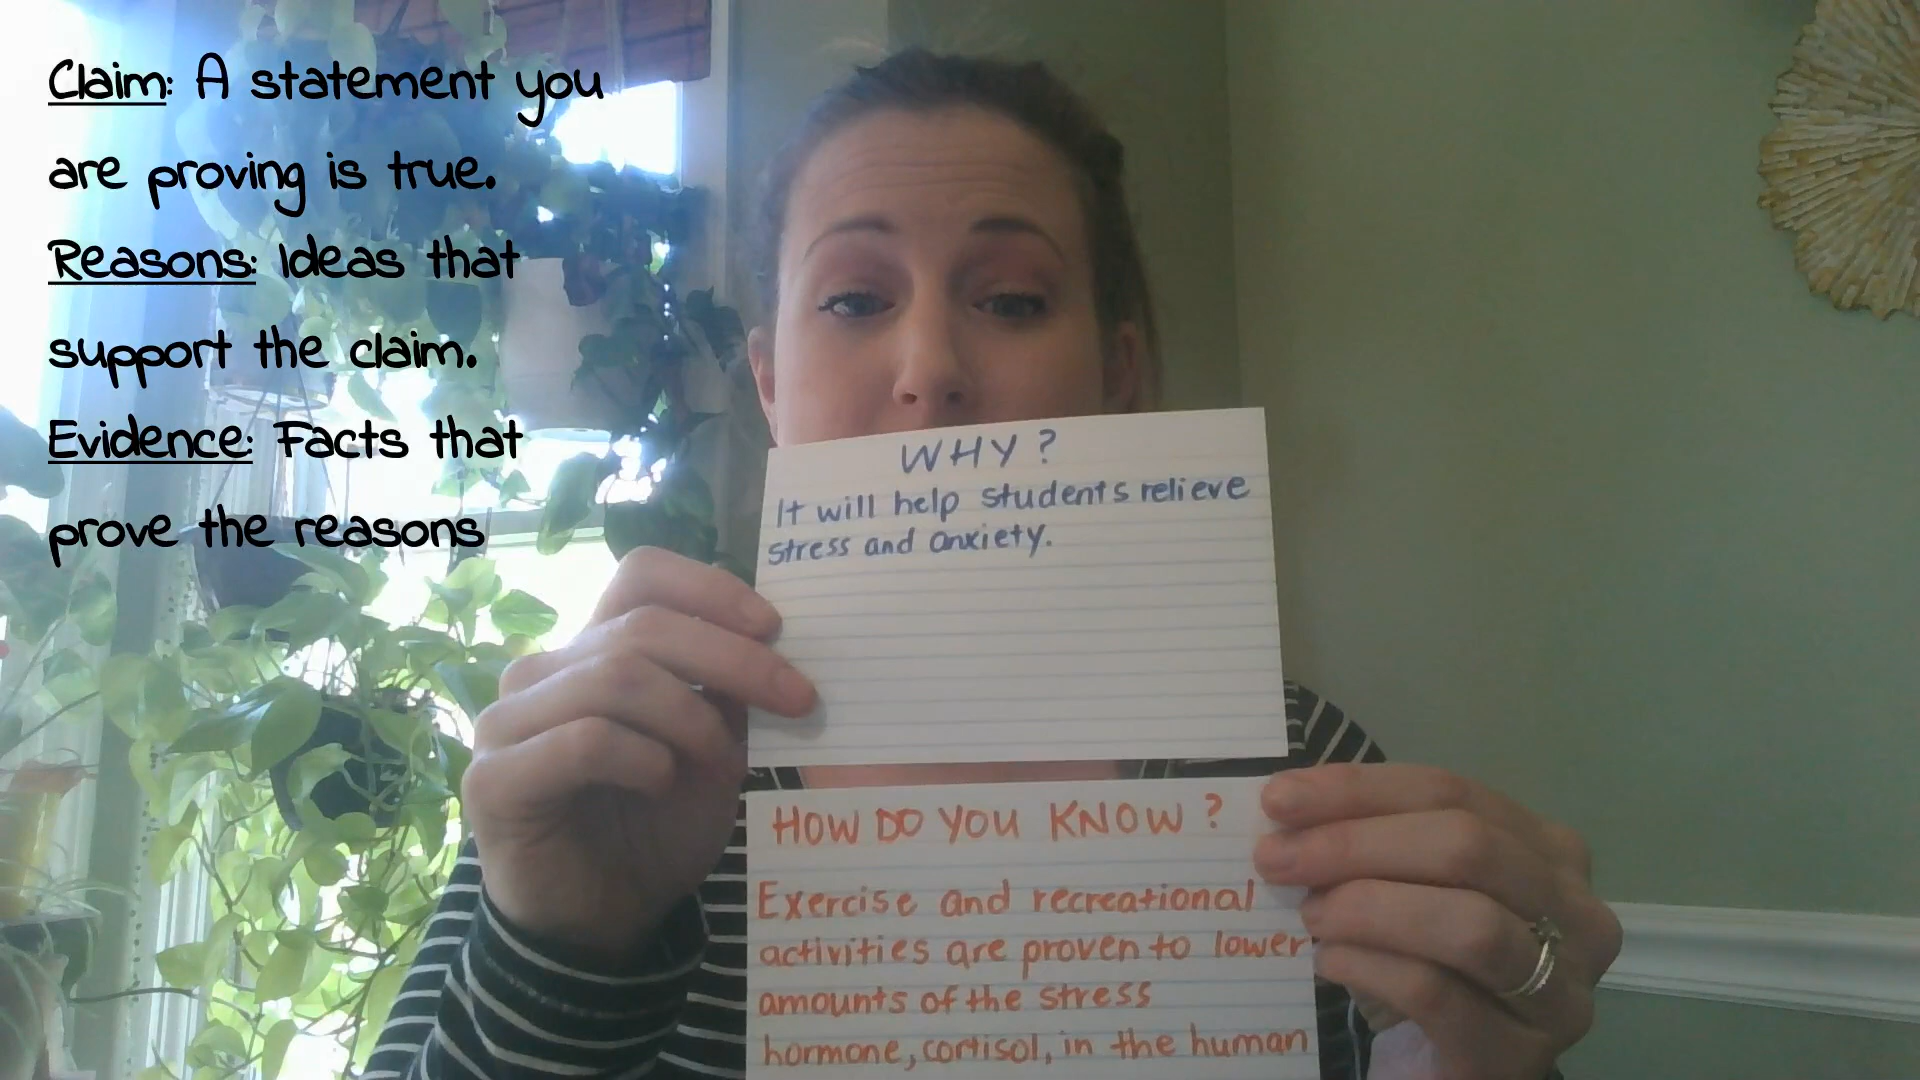 Claim: A statement you
are proving is true.
Reasons: Ideas that
support the claim.
Evidence: Facts that
prove the reasons
WHY?
It will help students relieve
stress and anxiety.
HOW DO YOU KNOW?
Exercise and recreational
activities are proven to lower
amounts of the stress
hormone, cortisol, in the human